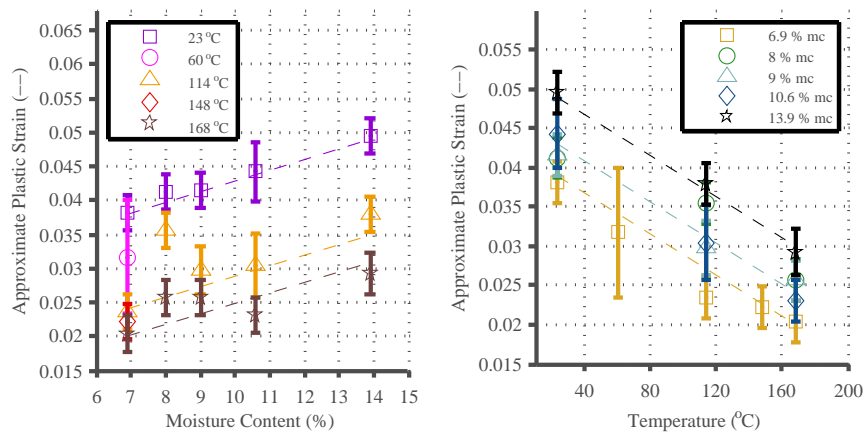 0.065
0.06
0.055
0.05
0.045
0.04
0.035
0.03
0.025
0.02
0.015
Approximate Plastic Strain (––)
23 °C
60 °C
114 °C
148 °C
168 °C
6 7 8 9 10 11 12 13 14 15
Moisture Content (%)
0.055
0.05
0.045
0.04
0.035
0.03
0.025
0.02
0.015
Approximate Plastic Strain (––)
6.9 % mc
8 % mc
9 % mc
10.6 % mc
13.9 % mc
40 80 120 160 200
Temperature (°C)